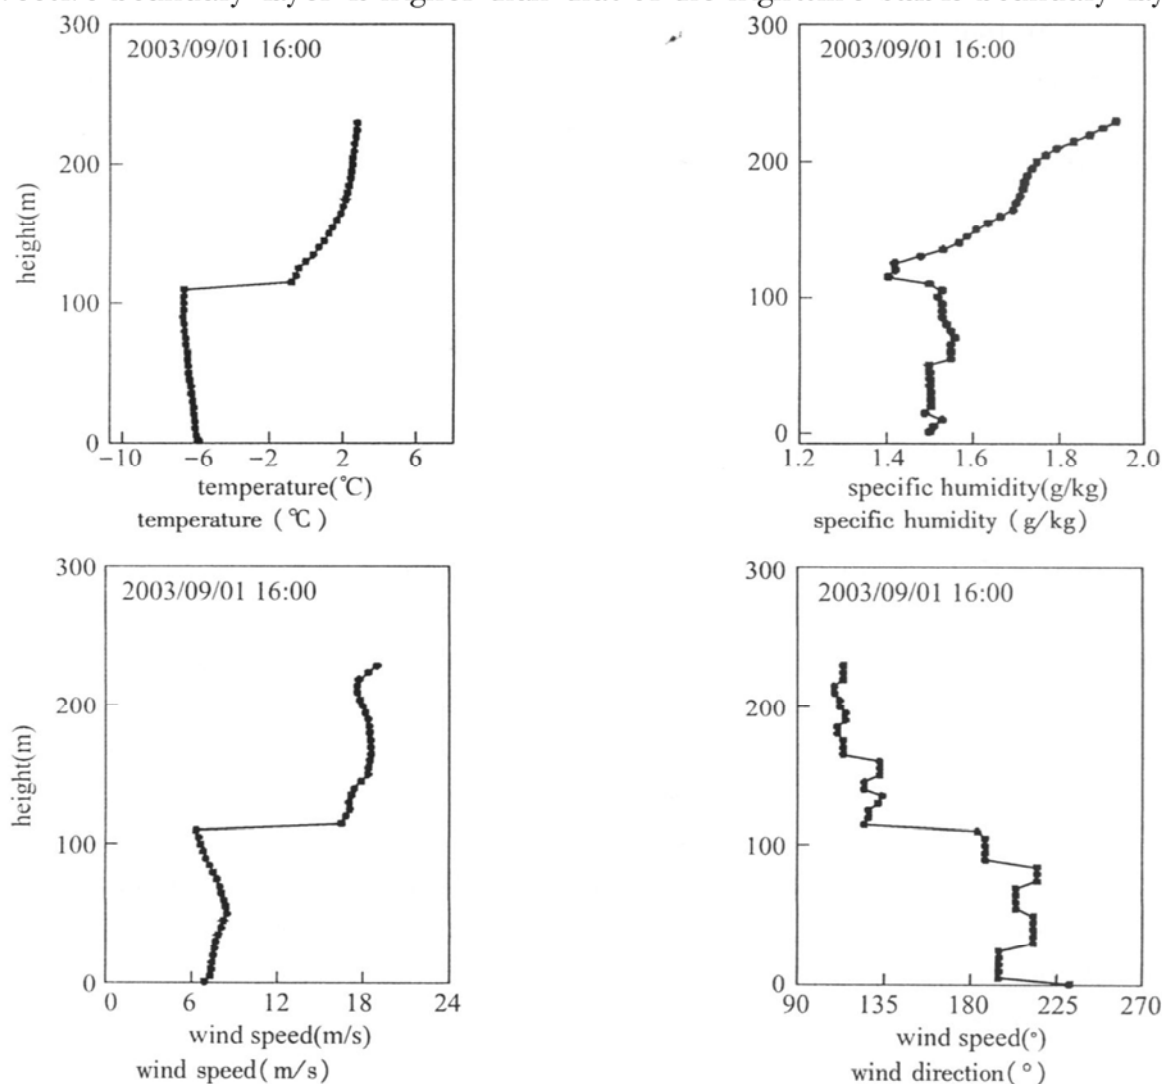 300
2003/09/01 16:00
200
height(m)
100
0
-10 -6 -2 2 6
temperature(°C)
temperature (℃)
300
2003/09/01 16:00
200
100
0
1.2 1.4 1.6 1.8 2.0
specific humidity(g/kg)
specific humidity (g/kg)
300
2003/09/01 16:00
200
height(m)
100
0
0 6 12 18 24
wind speed(m/s)
wind speed(m/s)
300
2003/09/01 16:00
200
100
0
90 135 180 225 270
wind speed(°)
wind direction(°)